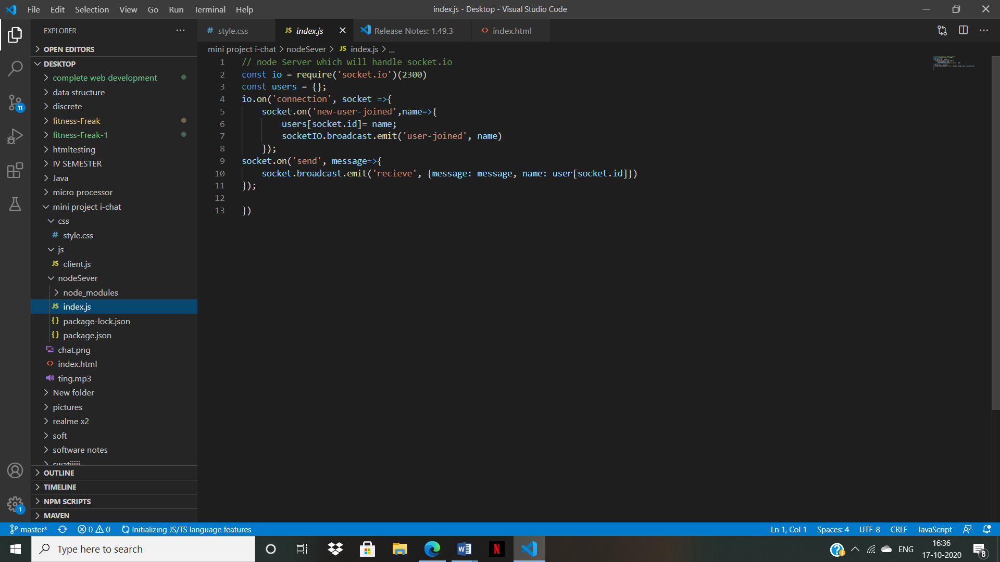 File Edit Selection View Go Run Terminal Help
index.js - Desktop - Visual Studio Code
EXPLORER
OPEN EDITORS
DESKTOP
complete web development
data structure
discrete
fitness-Freak
fitness-Freak-1
htmltesting
IV SEMESTER
Java
micro processor
mini project i-chat
css
# style.css
js
JS client.js
nodeSever
node_modules
JS index.js
{} package-lock.json
{} package.json
chat.png
<> index.html
ting.mp3
New folder
pictures
realme x2
soft
software notes
swatiiiii
OUTLINE
TIMELINE
NPM SCRIPTS
MAVEN
11
1
# style.css
JS index.js
Release Notes: 1.49.3
<> index.html
mini project i-chat > nodeSever > JS index.js > ...
1 // node Server which will handle socket.io
2 const io = require('socket.io')(2300)
3 const users = {};
4 io.on('connection', socket =>{
5     socket.on('new-user-joined',name=>{
6         users[socket.id]= name;
7         socketIO.broadcast.emit('user-joined', name)
8     });
9 socket.on('send', message=>{
10     socket.broadcast.emit('recieve', {message: message, name: user[socket.id]})
11 });
12
13 })
master* 0 0 Initializing JS/TS language features
Ln 1, Col 1 Spaces: 4 UTF-8 CRLF JavaScript
Type here to search
W
N
ENG
16:36
17-10-2020
8